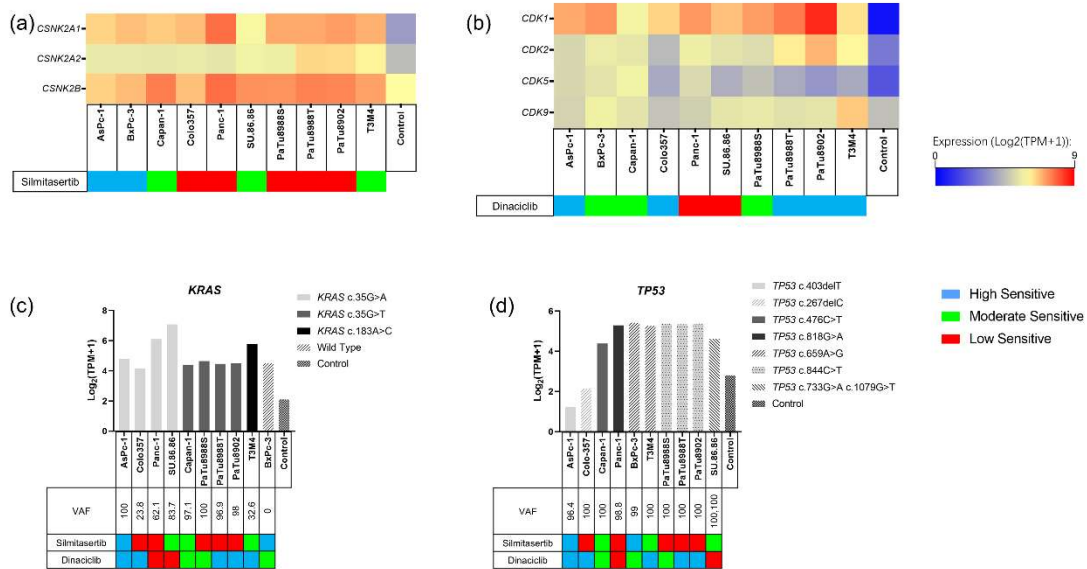 (a)
CSNK2A1
CSNK2A2
CSNK2B
AsPc-1
BxPc-3
Capan-1
Colo357
Panc-1
SU.86.86
PaTu8988S
PaTu8988T
PaTu8902
T3M4
Control
Silmitasertib
(b)
CDK1
CDK2
CDK5
CDK9
AsPc-1
BxPc-3
Capan-1
Colo357
Panc-1
SU.86.86
PaTu8988S
PaTu8988T
PaTu8902
T3M4
Control
Dinaciclib
Expression (Log2(TPM+1)):
0 9
(c)
KRAS
Log2(TPM+1)
8
6
4
2
0
KRAS c.35G>A
KRAS c.35G>T
KRAS c.183A>C
Wild Type
Control
AsPc-1
Colo357
Panc-1
SU.86.86
Capan-1
PaTu8988S
PaTu8988T
PaTu8902
T3M4
BxPc-3
Control
VAF 100 23.8 62.1 83.7 97.1 100 96.9 98 32.6 0
Silmitasertib
Dinaciclib
(d)
TP53
Log2(TPM+1)
6
4
2
0
TP53 c.403delT
TP53 c.267delC
TP53 c.476C>T
TP53 c.818G>A
TP53 c.659A>G
TP53 c.844C>T
TP53 c.733G>A c.1079G>T
Control
AsPc-1
Colo-357
Capan-1
Panc-1
BxPc-3
T3M4
PaTu8988S
PaTu8988T
PaTu8902
SU.86.86
Control
VAF 96.4 100 100 98.8 99 100 100 100 100 100,100
Silmitasertib
Dinaciclib
High Sensitive
Moderate Sensitive
Low Sensitive